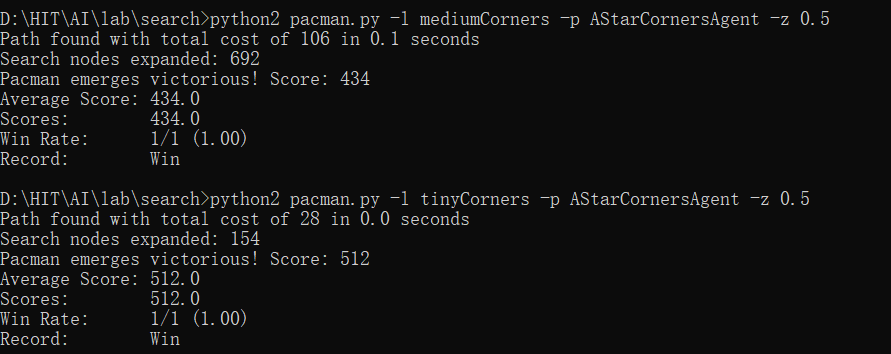 D:\HIT\AI\lab\search>python2 pacman.py -l mediumCorners -p AStarCornersAgent -z 0.5
Path found with total cost of 106 in 0.1 seconds
Search nodes expanded: 692
Pacman emerges victorious! Score: 434
Average Score: 434.0
Scores:        434.0
Win Rate:      1/1 (1.00)
Record:        Win

D:\HIT\AI\lab\search>python2 pacman.py -l tinyCorners -p AStarCornersAgent -z 0.5
Path found with total cost of 28 in 0.0 seconds
Search nodes expanded: 154
Pacman emerges victorious! Score: 512
Average Score: 512.0
Scores:        512.0
Win Rate:      1/1 (1.00)
Record:        Win